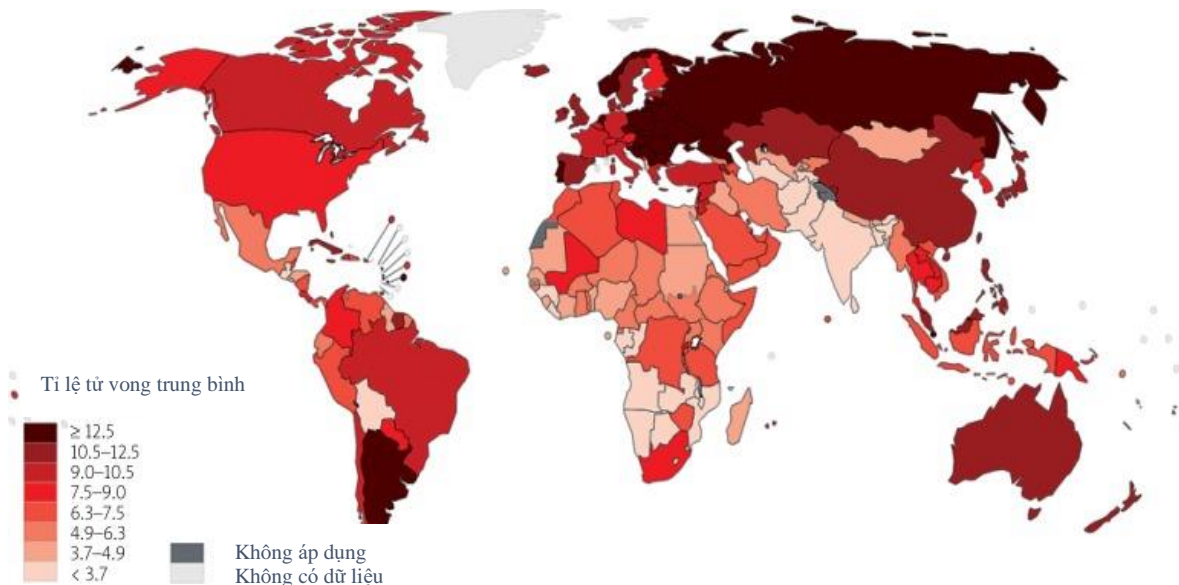 Tỉ lệ tử vong trung bình
≥ 12.5
10.5–12.5
9.0–10.5
7.5–9.0
6.3–7.5
4.9–6.3
3.7–4.9
< 3.7
Không áp dụng
Không có dữ liệu